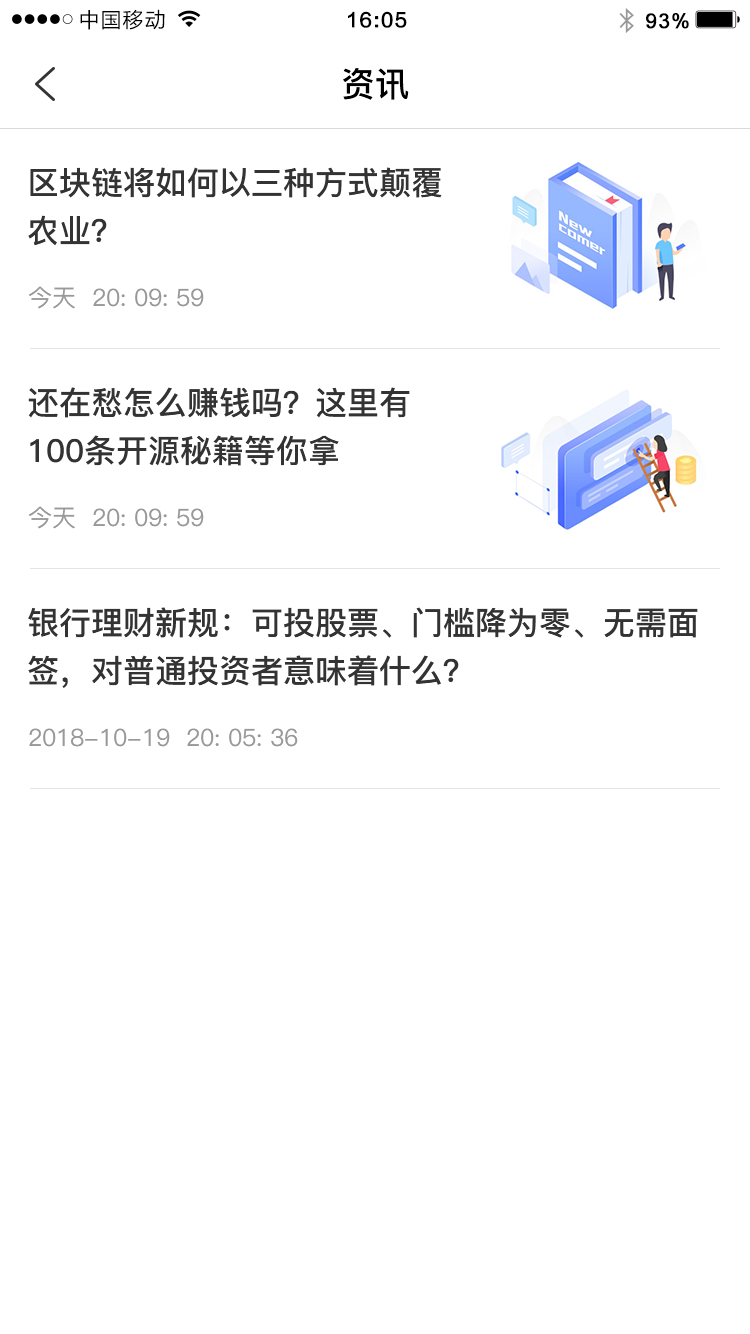 中国移动
16:05
93%
资讯
区块链将如何以三种方式颠覆
农业?
今天 20: 09: 59
New
comer
还在愁怎么赚钱吗？这里有
100条开源秘籍等你拿
今天 20: 09: 59
银行理财新规：可投股票、门槛降为零、无需面
签，对普通投资者意味着什么？
2018-10-19 20: 05: 36